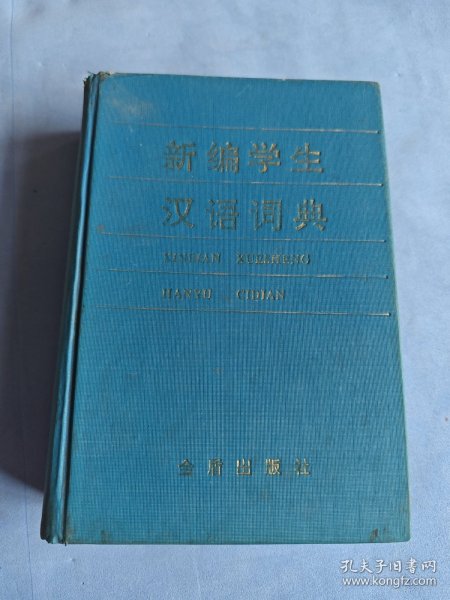 新编学生
汉语词典
XINBIAN XUESHENG
HANYU CIDIAN
金盾出版社
孔夫子旧书网
www.kongfz.com